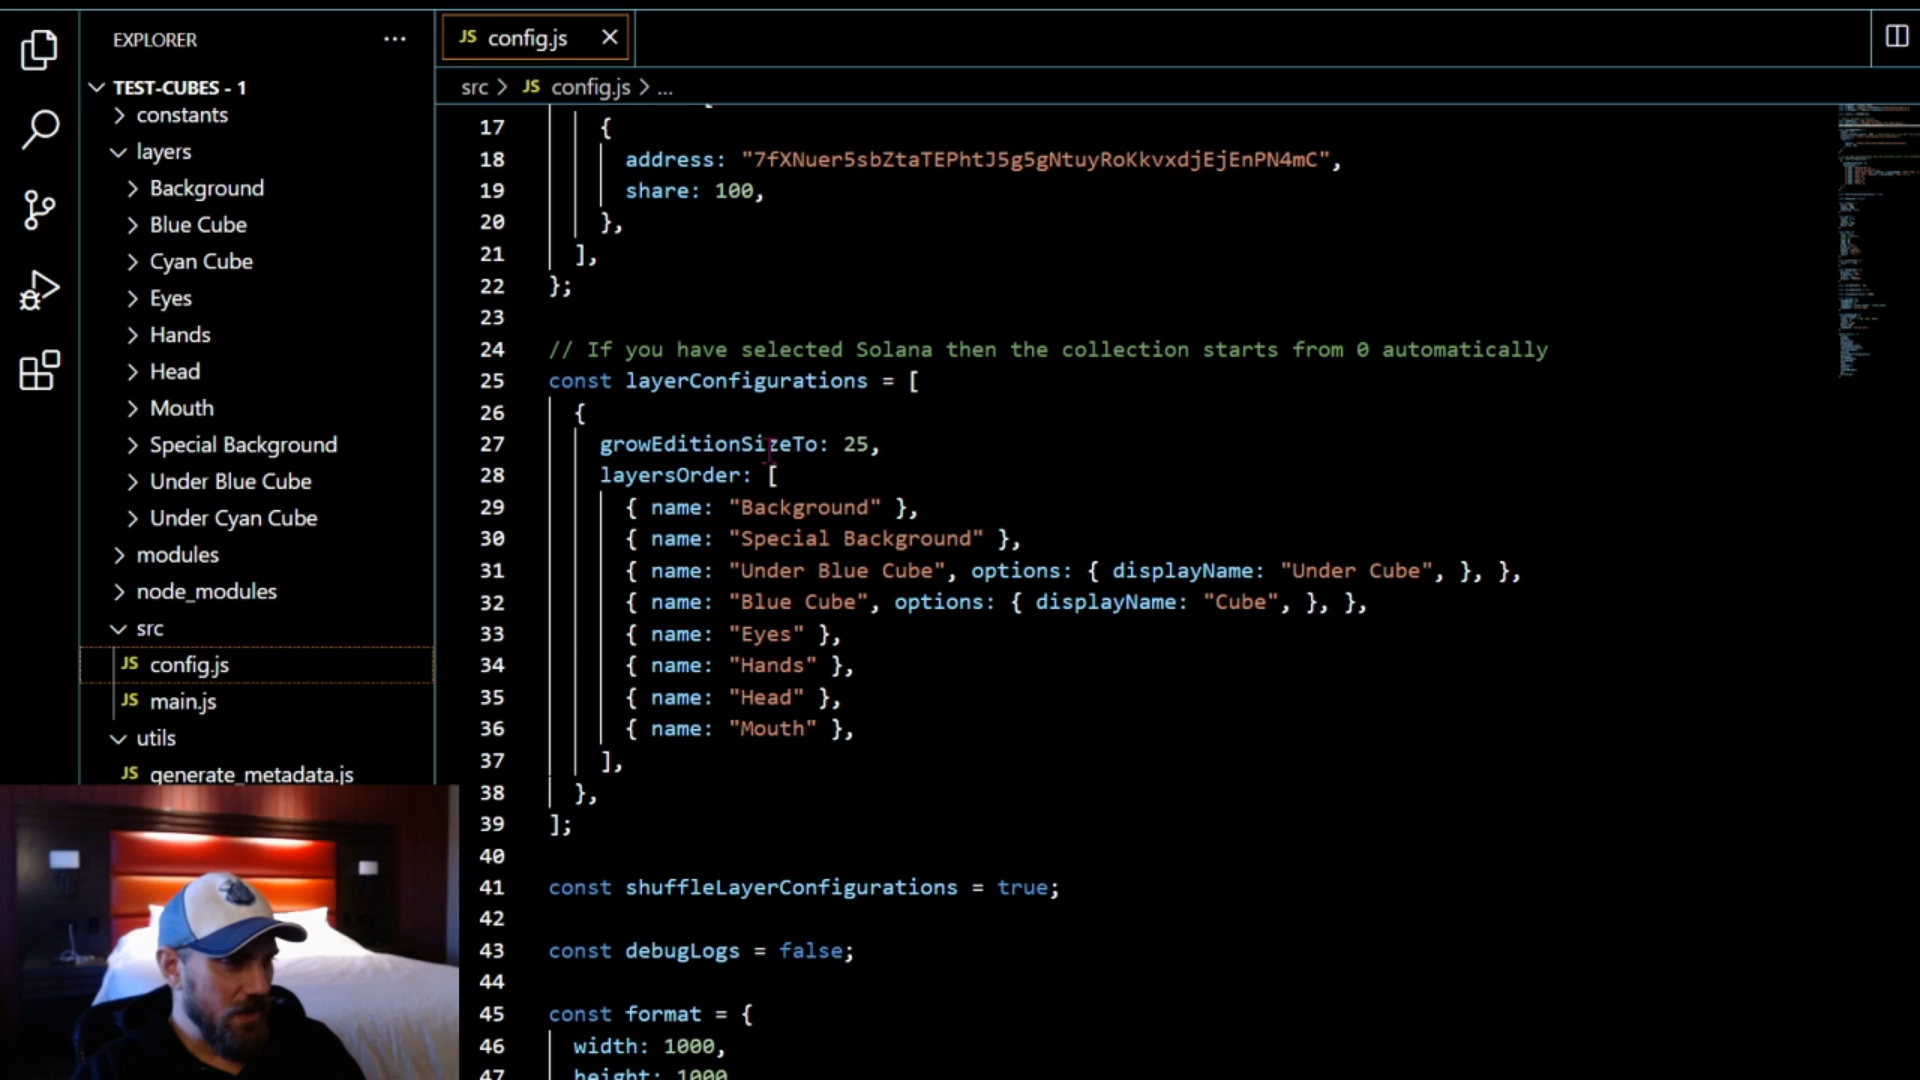 EXPLORER ...
TEST-CUBES - 1
constants
layers
Background
Blue Cube
Cyan Cube
Eyes
Hands
Head
Mouth
Special Background
Under Blue Cube
Under Cyan Cube
modules
node_modules
src
JS config.js
JS main.js
utils
JS generate_metadata.js
JS config.js
src > JS config.js > ...
17 {
18 address: "7fXNuer5sbZtaTEPhtJ5g5gNtuyRoKkvxdjEjEnPN4mC",
19 share: 100,
20 },
21 ],
22 };
23
24 // If you have selected Solana then the collection starts from 0 automatically
25 const layerConfigurations = [
26 {
27 growEditionSizeTo: 25,
28 layersOrder: [
29 { name: "Background" },
30 { name: "Special Background" },
31 { name: "Under Blue Cube", options: { displayName: "Under Cube", }, },
32 { name: "Blue Cube", options: { displayName: "Cube", }, },
33 { name: "Eyes" },
34 { name: "Hands" },
35 { name: "Head" },
36 { name: "Mouth" },
37 ],
38 },
39 ];
40
41 const shuffleLayerConfigurations = true;
42
43 const debugLogs = false;
44
45 const format = {
46 width: 1000,
47 height: 1000